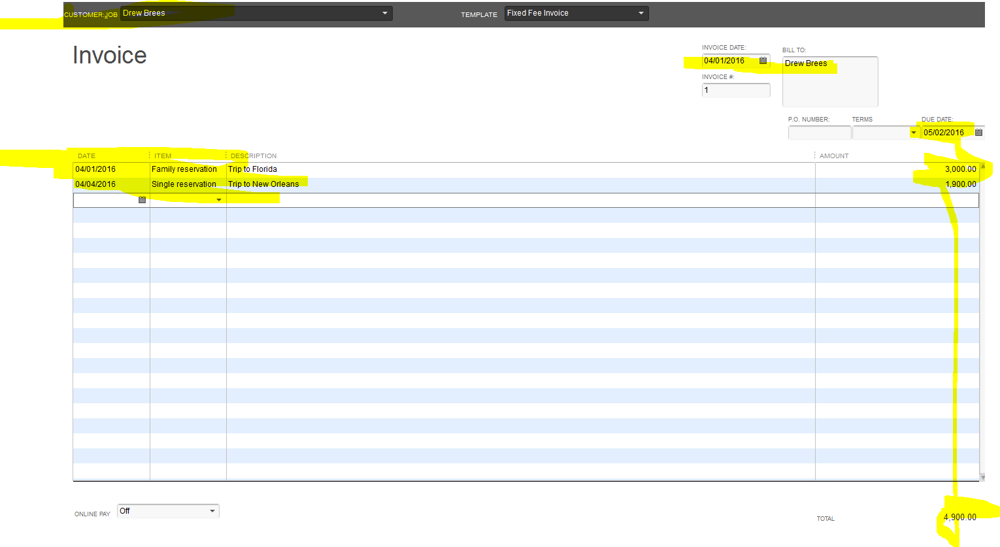 CUSTOMER:JOB Drew Brees TEMPLATE Fixed Fee Invoice
Invoice
INVOICE DATE: BILL TO:
04/01/2016 Drew Brees
INVOICE #:
1
P.O. NUMBER: TERMS DUE DATE:
05/02/2016
DATE ITEM DESCRIPTION AMOUNT
04/01/2016 Family reservation Trip to Florida 3,000.00
04/04/2016 Single reservation Trip to New Orleans 1,900.00
ONLINE PAY Off TOTAL 4,900.00